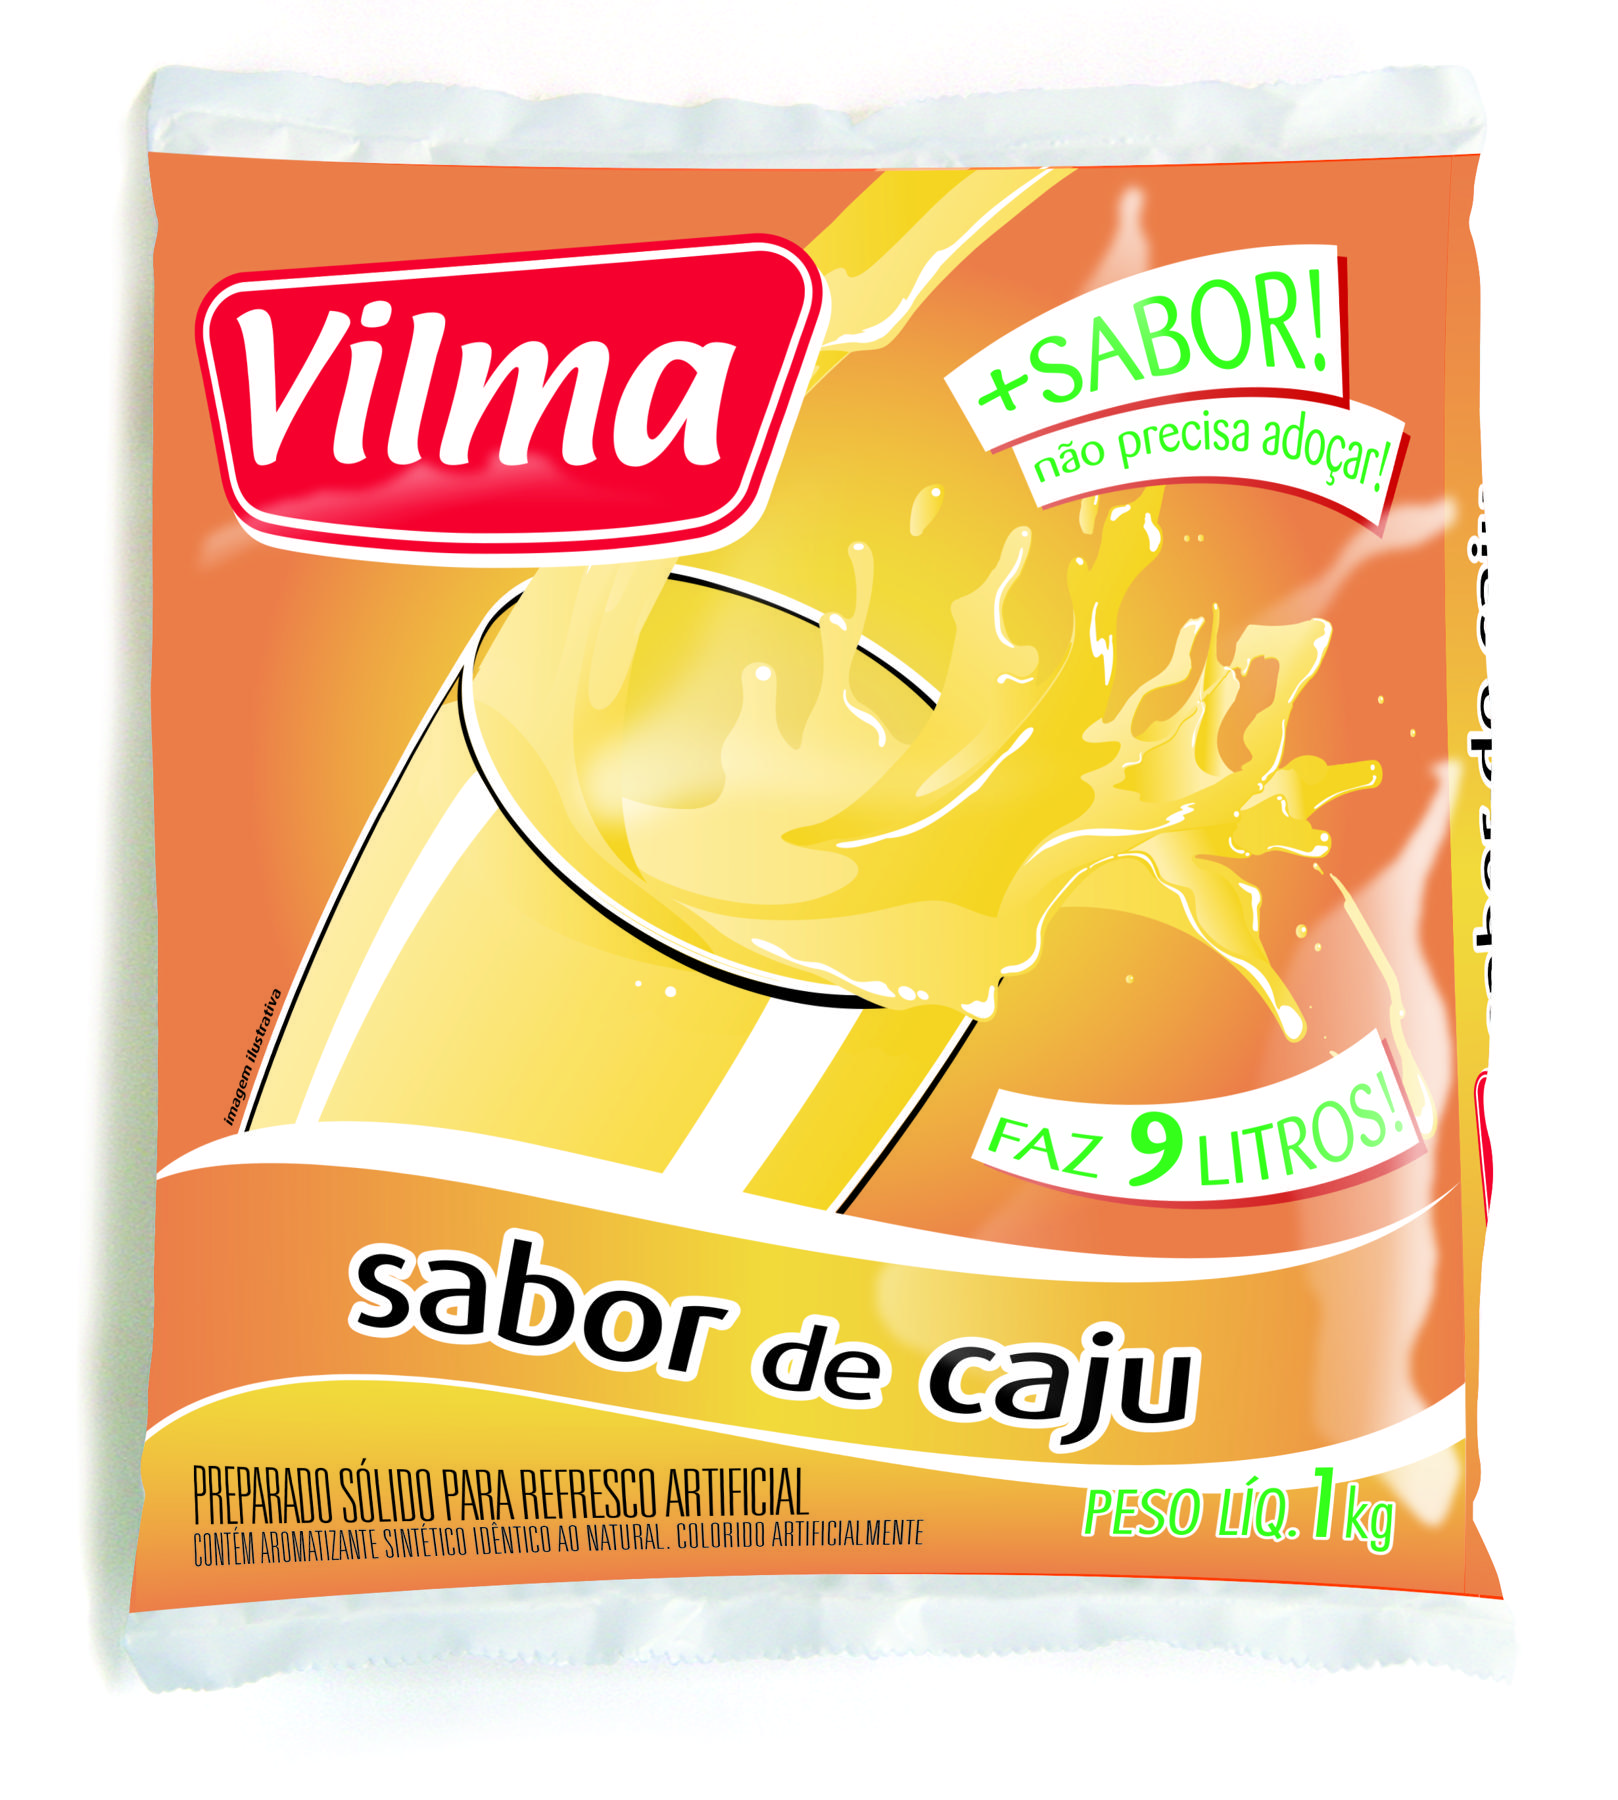 Vilma
+SABOR!
não precisa adoçar!
imagem ilustrativa
FAZ 9 LITROS!
sabor de caju
PREPARADO SÓLIDO PARA REFRESCO ARTIFICIAL
CONTÉM AROMATIZANTE SINTÉTICO IDÊNTICO AO NATURAL. COLORIDO ARTIFICIALMENTE
PESO LÍQ. 1kg